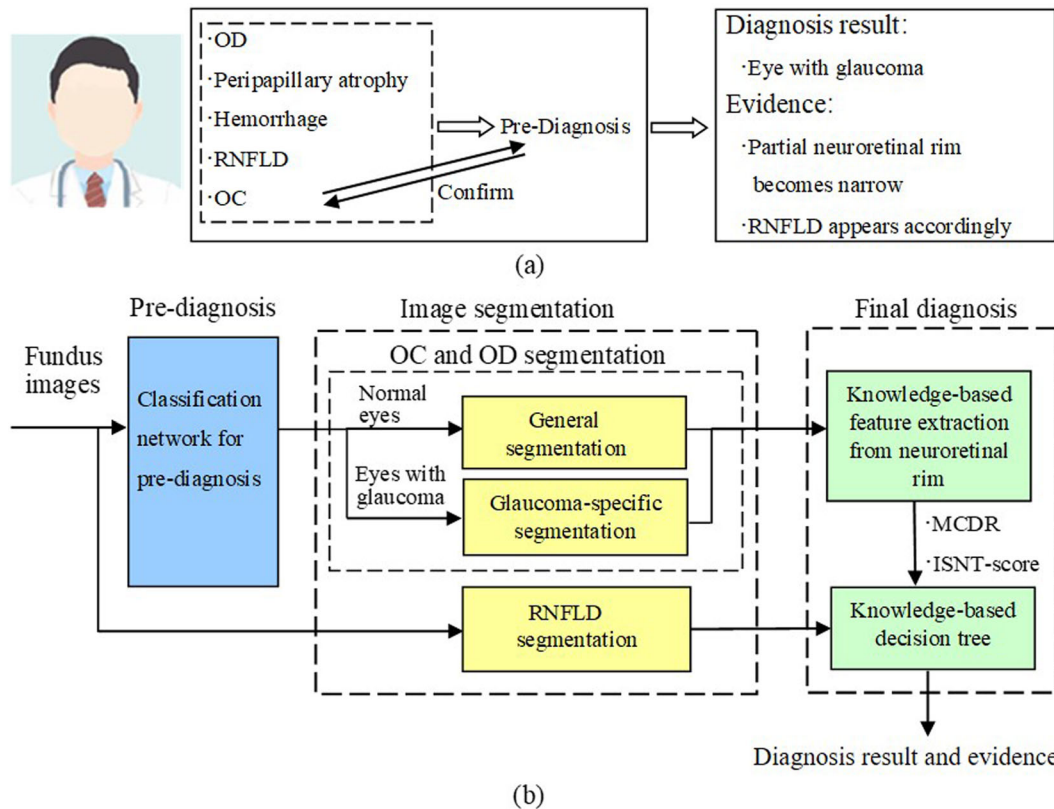 ·OD
·Peripapillary atrophy
·Hemorrhage
·RNFLD
·OC
Pre-Diagnosis
Confirm
Diagnosis result:
·Eye with glaucoma
Evidence:
·Partial neuroretinal rim
becomes narrow
·RNFLD appears accordingly
(a)
Pre-diagnosis
Image segmentation
Final diagnosis
Fundus
images
Classification
network for
pre-diagnosis
OC and OD segmentation
Normal
eyes
General
segmentation
Eyes with
glaucoma
Glaucoma-specific
segmentation
RNFLD
segmentation
Knowledge-based
feature extraction
from neuroretinal
rim
·MCDR
·ISNT-score
Knowledge-based
decision tree
Diagnosis result and evidence
(b)